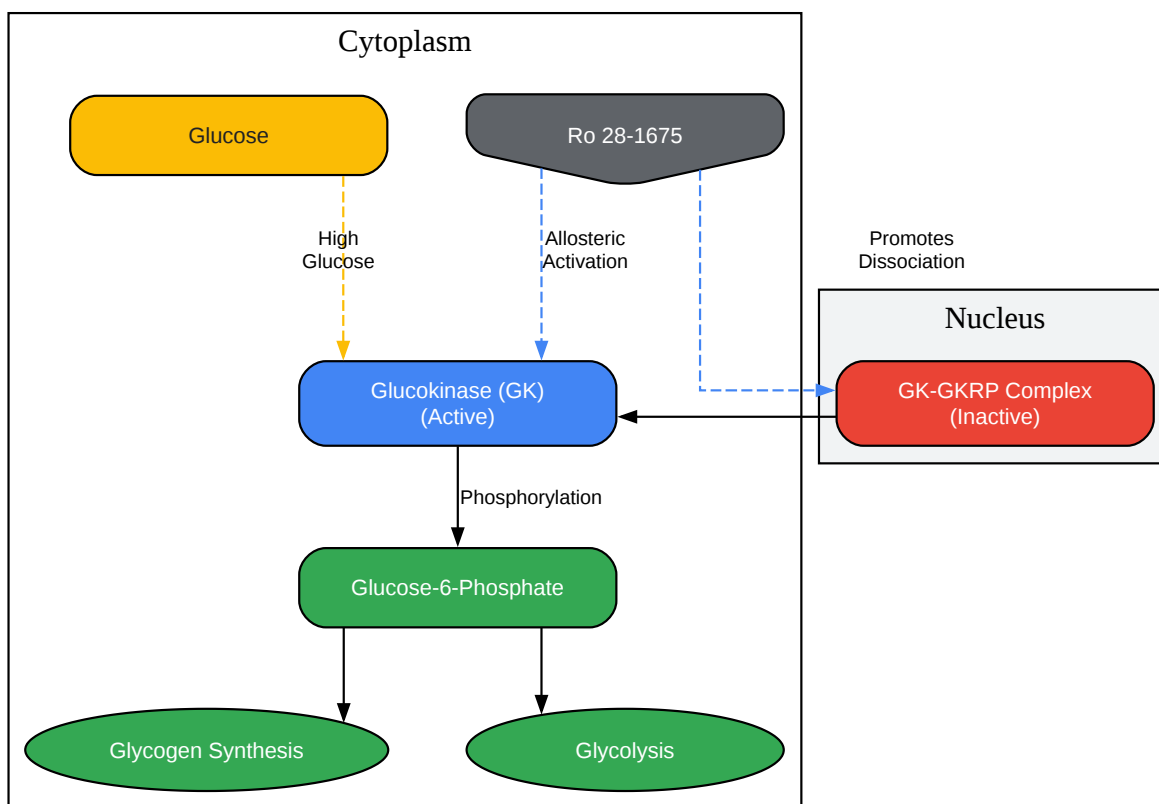 Cytoplasm
Glucose
Ro 28-1675
High
Glucose
Allosteric
Activation
Promotes
Dissociation
Nucleus
Glucokinase (GK)
(Active)
GK-GKRP Complex
(Inactive)
Phosphorylation
Glucose-6-Phosphate
Glycogen Synthesis
Glycolysis